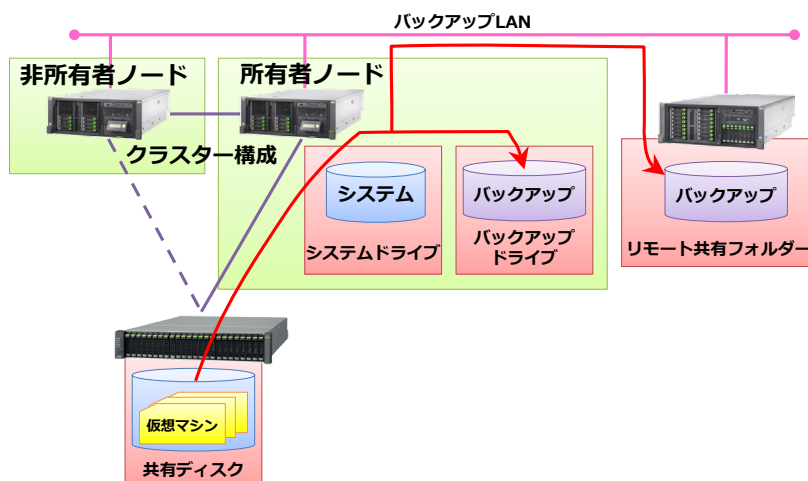 バックアップLAN
非所有者ノード
所有者ノード
クラスター構成
システム
バックアップ
バックアップ
システムドライブ
バックアップ
ドライブ
リモート共有フォルダー
仮想マシン
共有ディスク